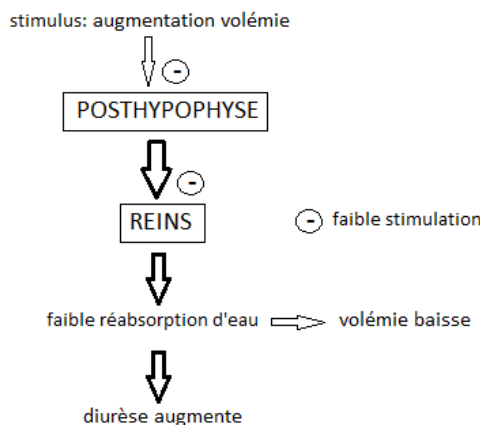 stimulus: augmentation volémie
-
POSTHYPOPHYSE
-
REINS
- faible stimulation
faible réabsorption d'eau
volémie baisse
diurèse augmente